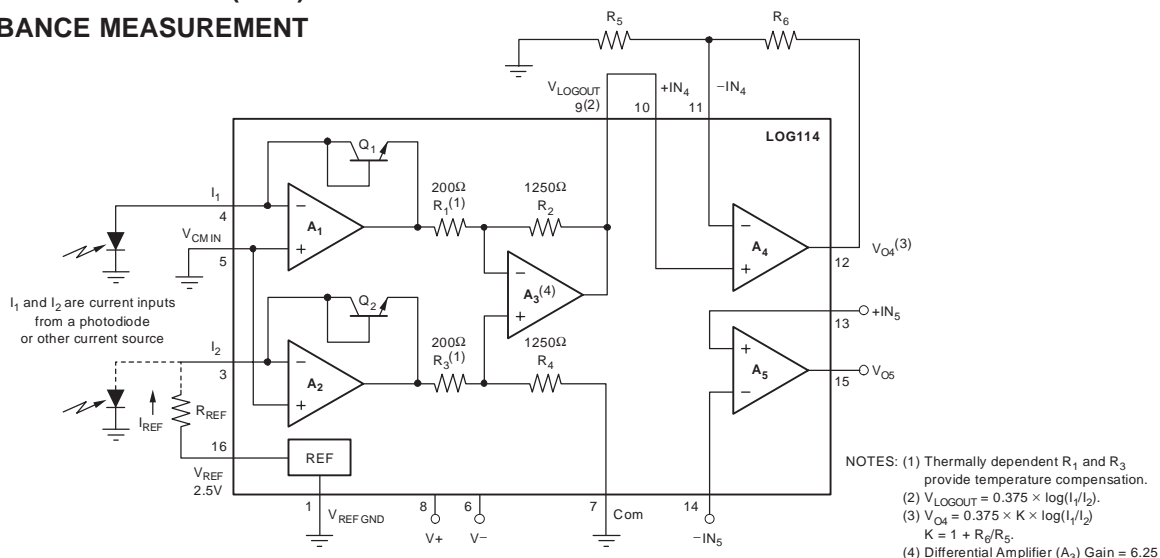 BANCE MEASUREMENT
R5
R6
VLOGOUT
+IN4
−IN4
9(2)
10
11
LOG114
Q1
I1
4
200Ω
R1(1)
1250Ω
R2
A1
VCM IN
5
A4
VO4(3)
12
A3(4)
I1 and I2 are current inputs
from a photodiode
or other current source
Q2
+IN5
13
I2
3
200Ω
R3(1)
1250Ω
R4
A2
A5
VO5
15
IREF
RREF
16
VREF
2.5V
REF
1
VREF GND
8
V+
6
V−
7
Com
14
−IN5
NOTES: (1) Thermally dependent R1 and R3
provide temperature compensation.
(2) VLOGOUT = 0.375 × log(I1/I2).
(3) VO4 = 0.375 × K × log(I1/I2)
K = 1 + R6/R5.
(4) Differential Amplifier (A3) Gain = 6.25